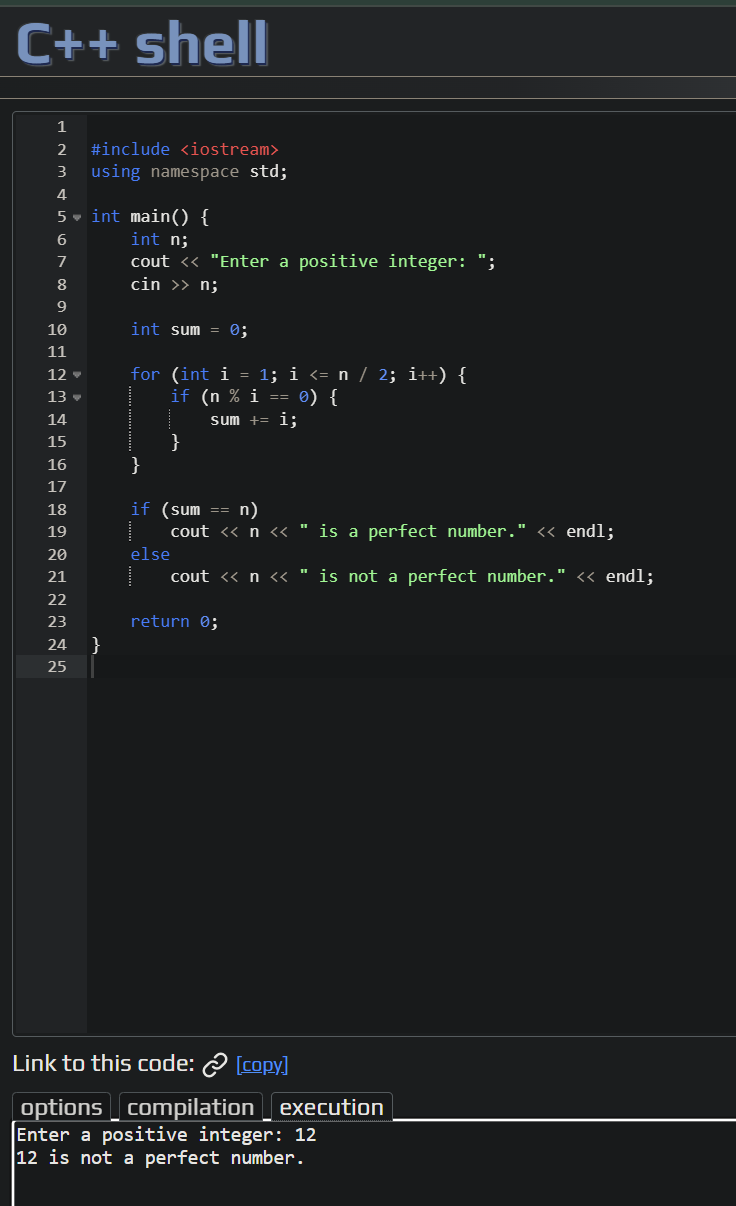 C++ shell
1
2 #include <iostream>
3 using namespace std;
4
5 int main() {
6     int n;
7     cout << "Enter a positive integer: ";
8     cin >> n;
9
10     int sum = 0;
11
12     for (int i = 1; i <= n / 2; i++) {
13         if (n % i == 0) {
14             sum += i;
15         }
16     }
17
18     if (sum == n)
19         cout << n << " is a perfect number." << endl;
20     else
21         cout << n << " is not a perfect number." << endl;
22
23     return 0;
24 }
25
Link to this code: [copy]
options compilation execution
Enter a positive integer: 12
12 is not a perfect number.